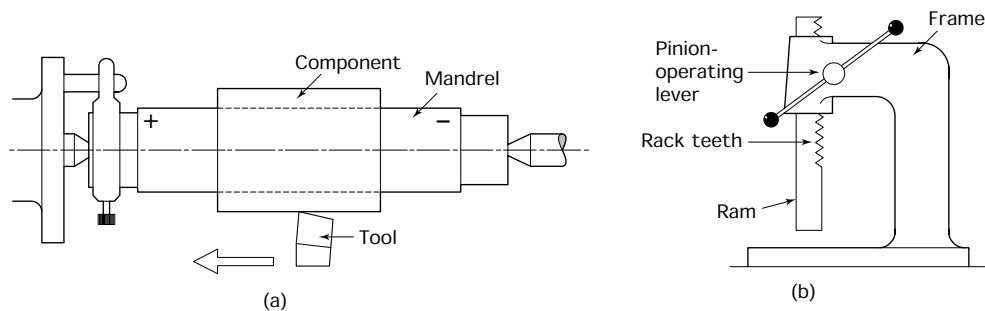 Component
Mandrel
+
−
Tool
(a)
Frame
Pinion-
operating
lever
Rack teeth
Ram
(b)